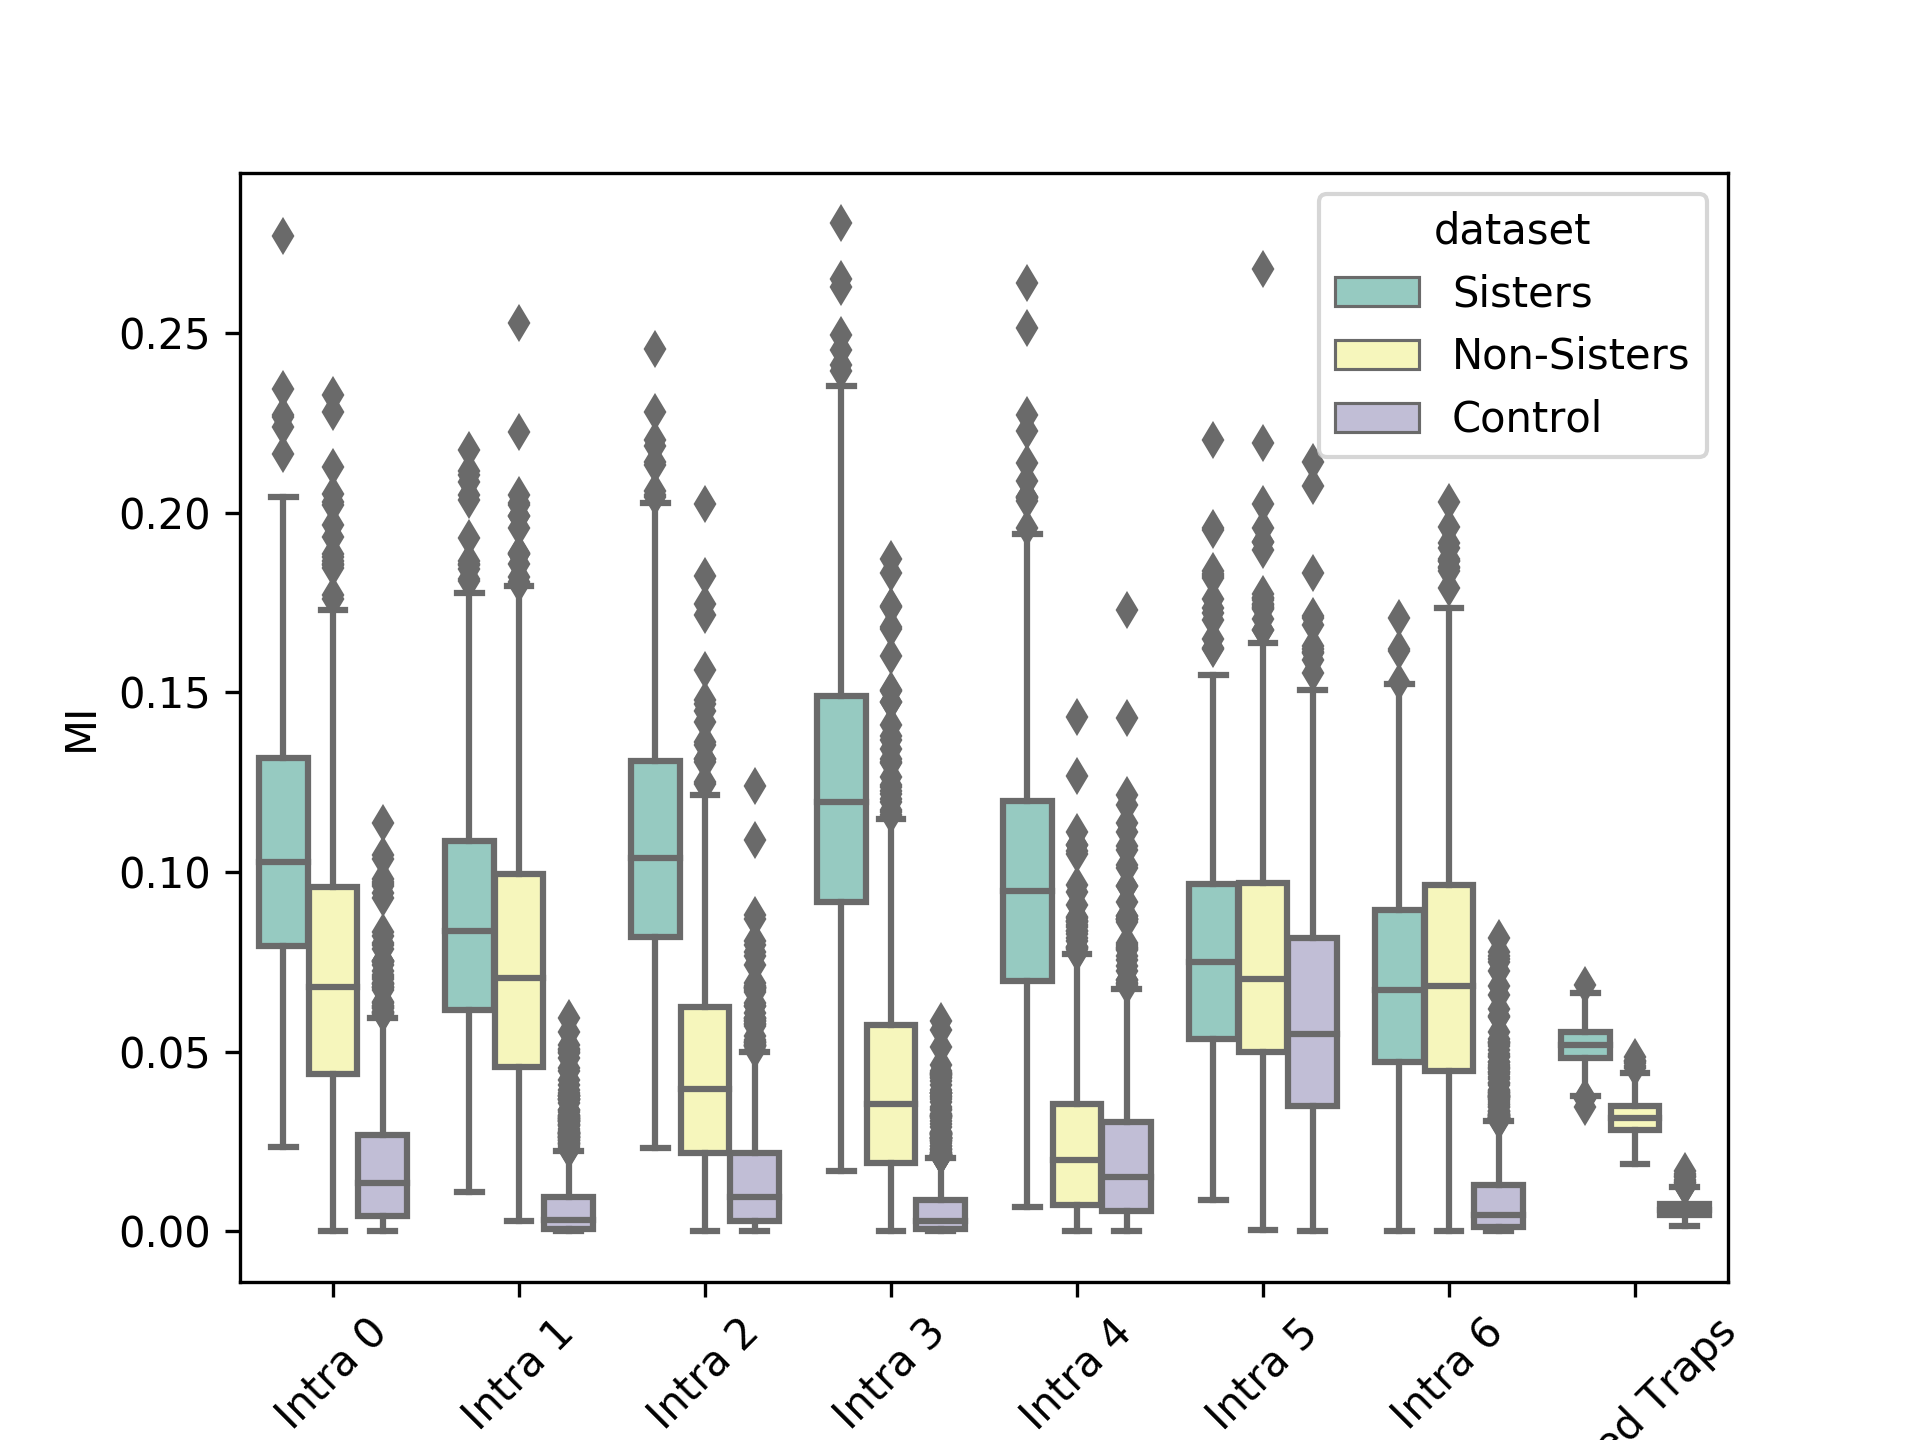 dataset
Sisters
Non-Sisters
Control
MI
0.25
0.20
0.15
0.10
0.05
0.00
Intra 0
Intra 1
Intra 2
Intra 3
Intra 4
Intra 5
Intra 6
Traps